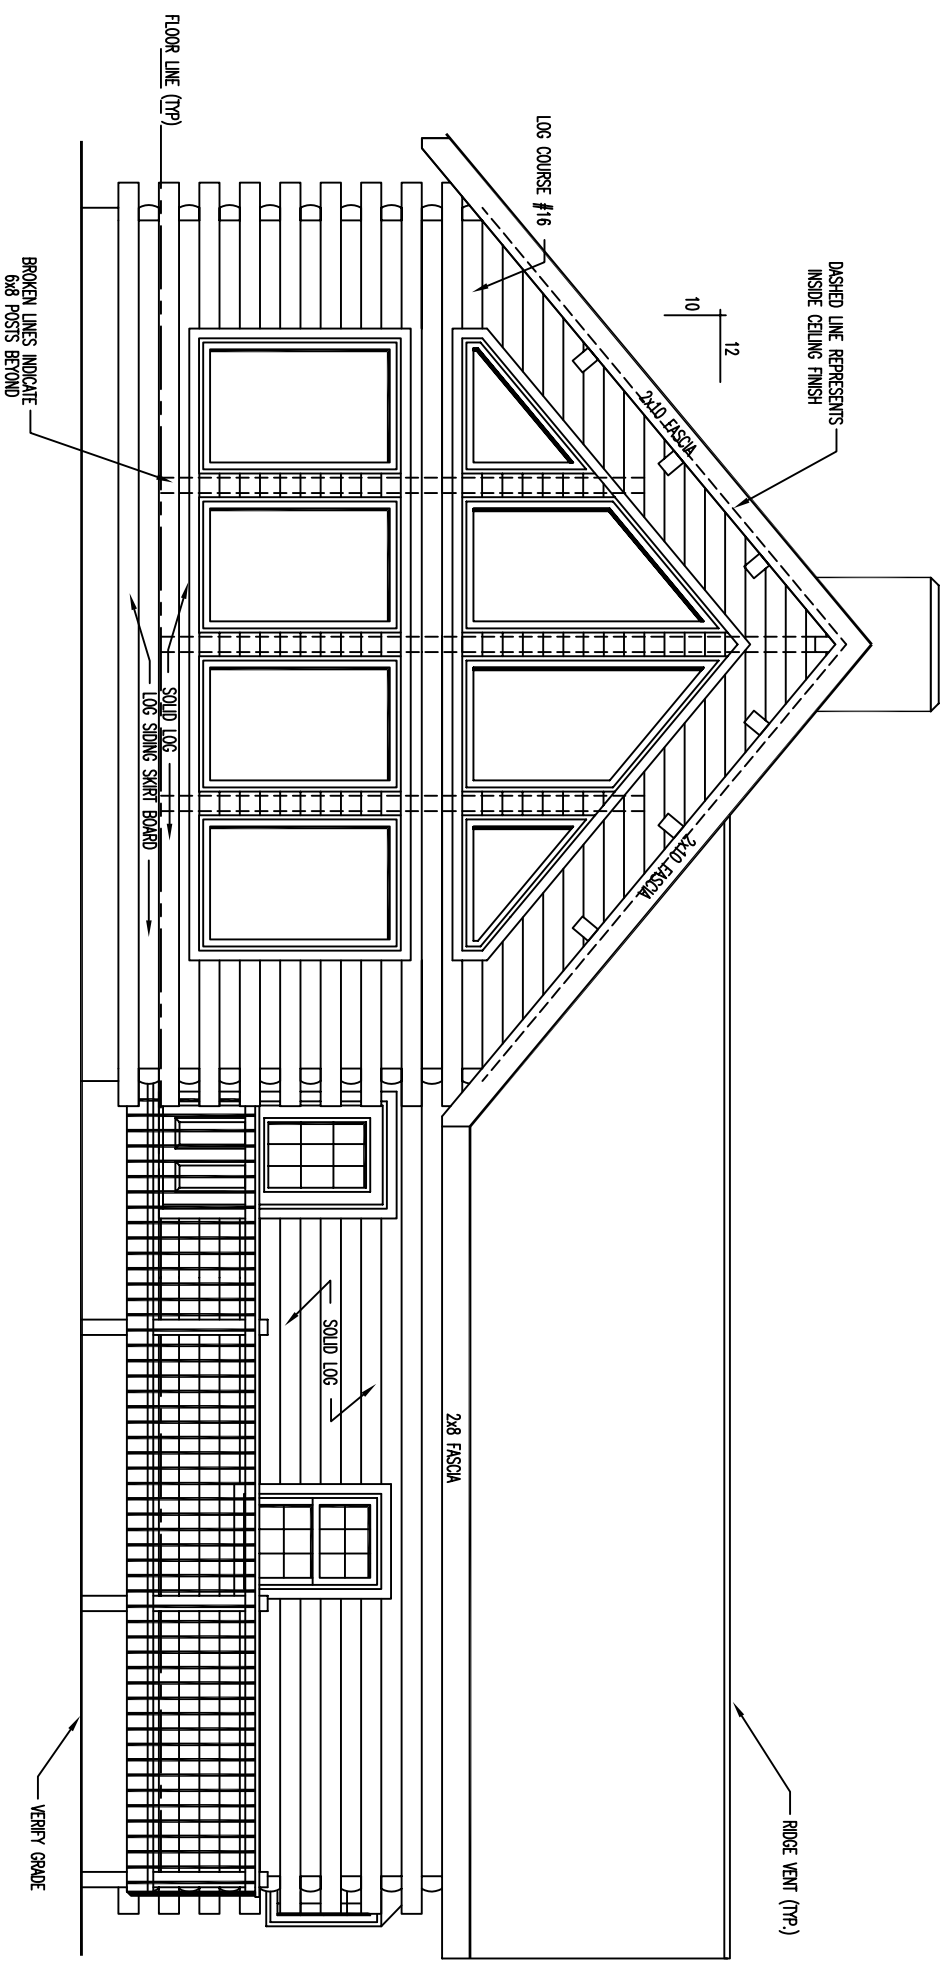 DASHED LINE REPRESENTS
INSIDE CEILING FINISH
RIDGE VENT (TYP.)
12
10
2x10 FASCIA
2x10 FASCIA
LOG COURSE #16
2x8 FASCIA
SOLID LOG
FLOOR LINE (TYP)
SOLID LOG
LOG SIDING SKIRT BOARD
BROKEN LINES INDICATE
6x8 POSTS BEYOND
VERIFY GRADE